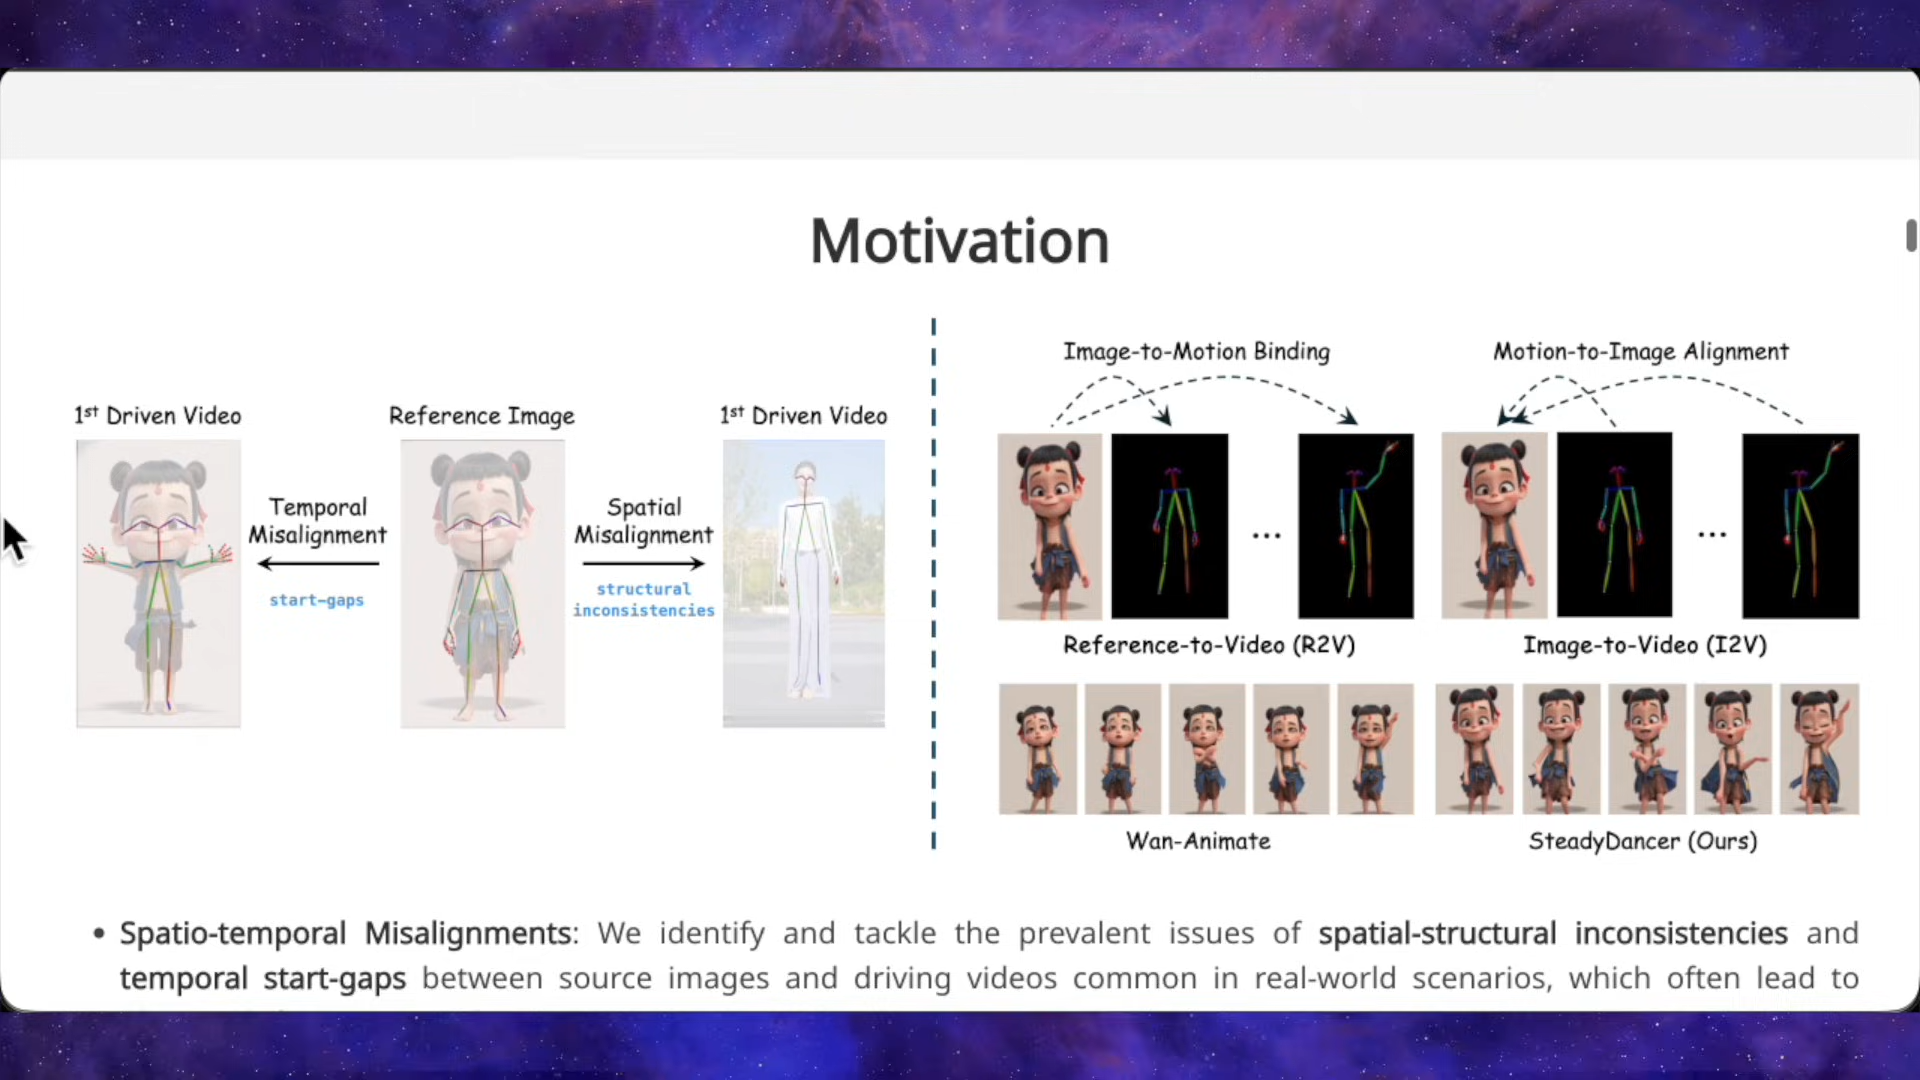 Motivation
1st Driven Video
Reference Image
1st Driven Video
Temporal
Misalignment
start-gaps
Spatial
Misalignment
structural
inconsistencies
Image-to-Motion Binding
Motion-to-Image Alignment
...
...
Reference-to-Video (R2V)
Image-to-Video (I2V)
Wan-Animate
SteadyDancer (Ours)
• Spatio-temporal Misalignments: We identify and tackle the prevalent issues of spatial-structural inconsistencies and
temporal start-gaps between source images and driving videos common in real-world scenarios, which often lead to